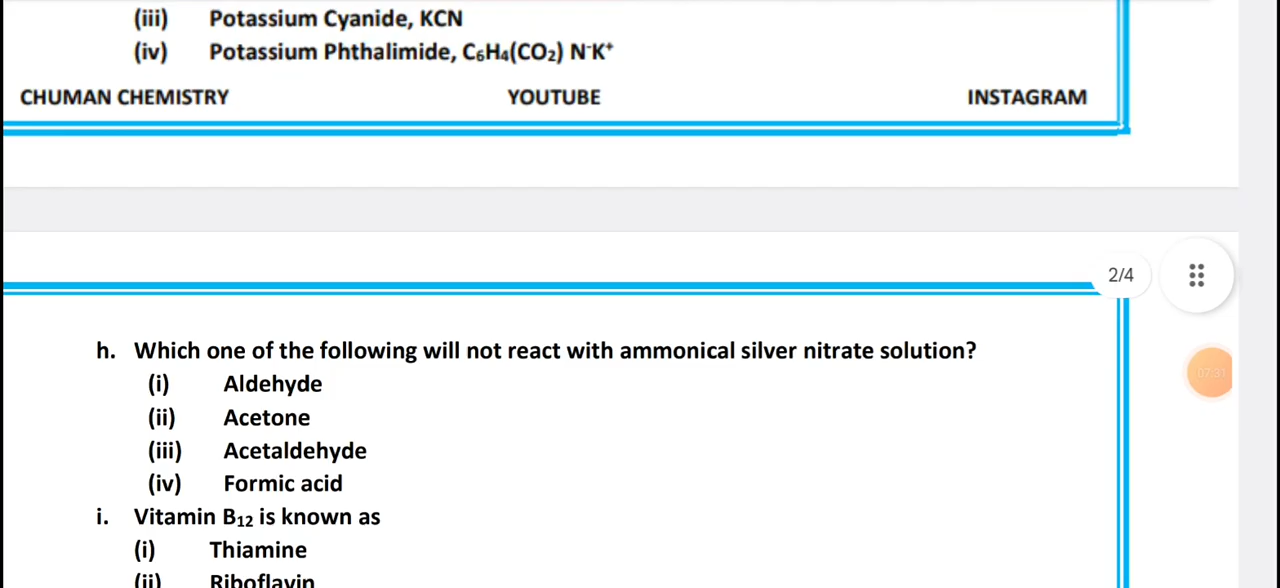 (iii) Potassium Cyanide, KCN
(iv) Potassium Phthalimide, C₆H₄(CO₂) N⁻K⁺
CHUMAN CHEMISTRY YOUTUBE INSTAGRAM
2/4
h. Which one of the following will not react with ammonical silver nitrate solution?
(i) Aldehyde
07:31
(ii) Acetone
(iii) Acetaldehyde
(iv) Formic acid
i. Vitamin B₁₂ is known as
(i) Thiamine
(ii) Riboflavin